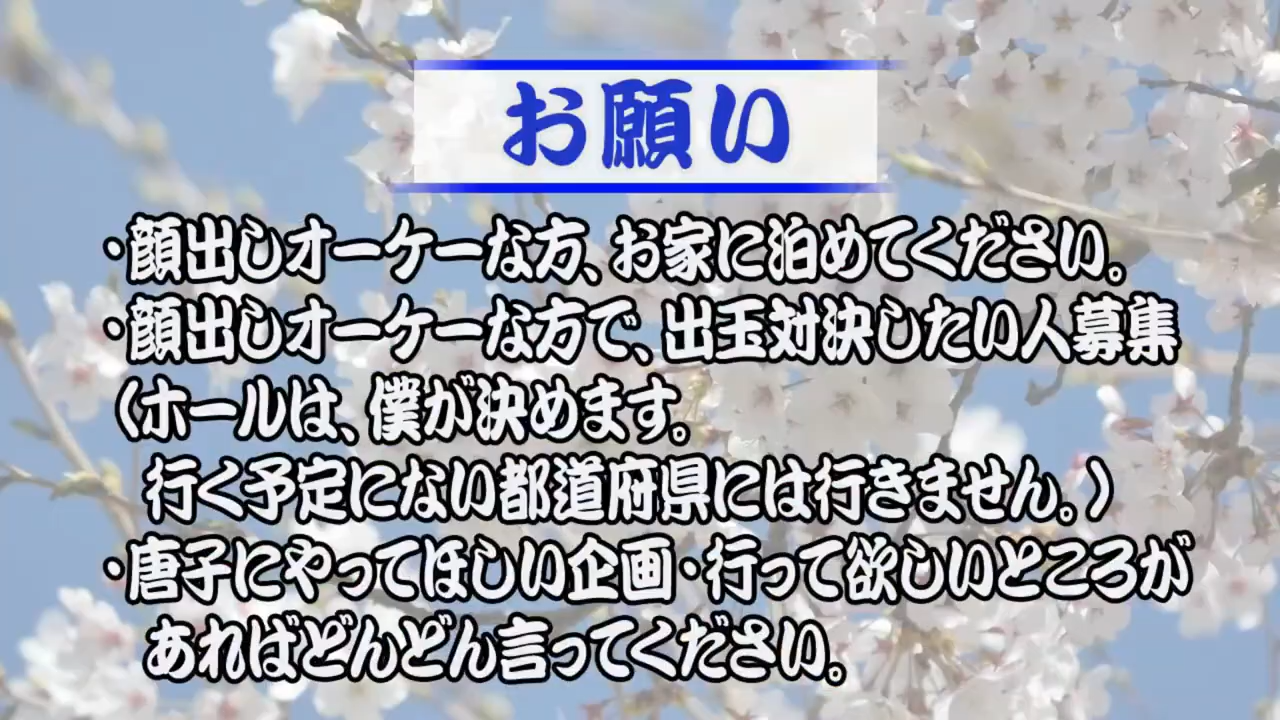 お願い
・顔出しオーケーな方、お家に泊めてください。
・顔出しオーケーな方で、出玉対決したい人募集
（ホールは、僕が決めます。
行く予定にない都道府県には行きません。）
・唐子にやってほしい企画・行って欲しいところが
あればどんどん言ってください。